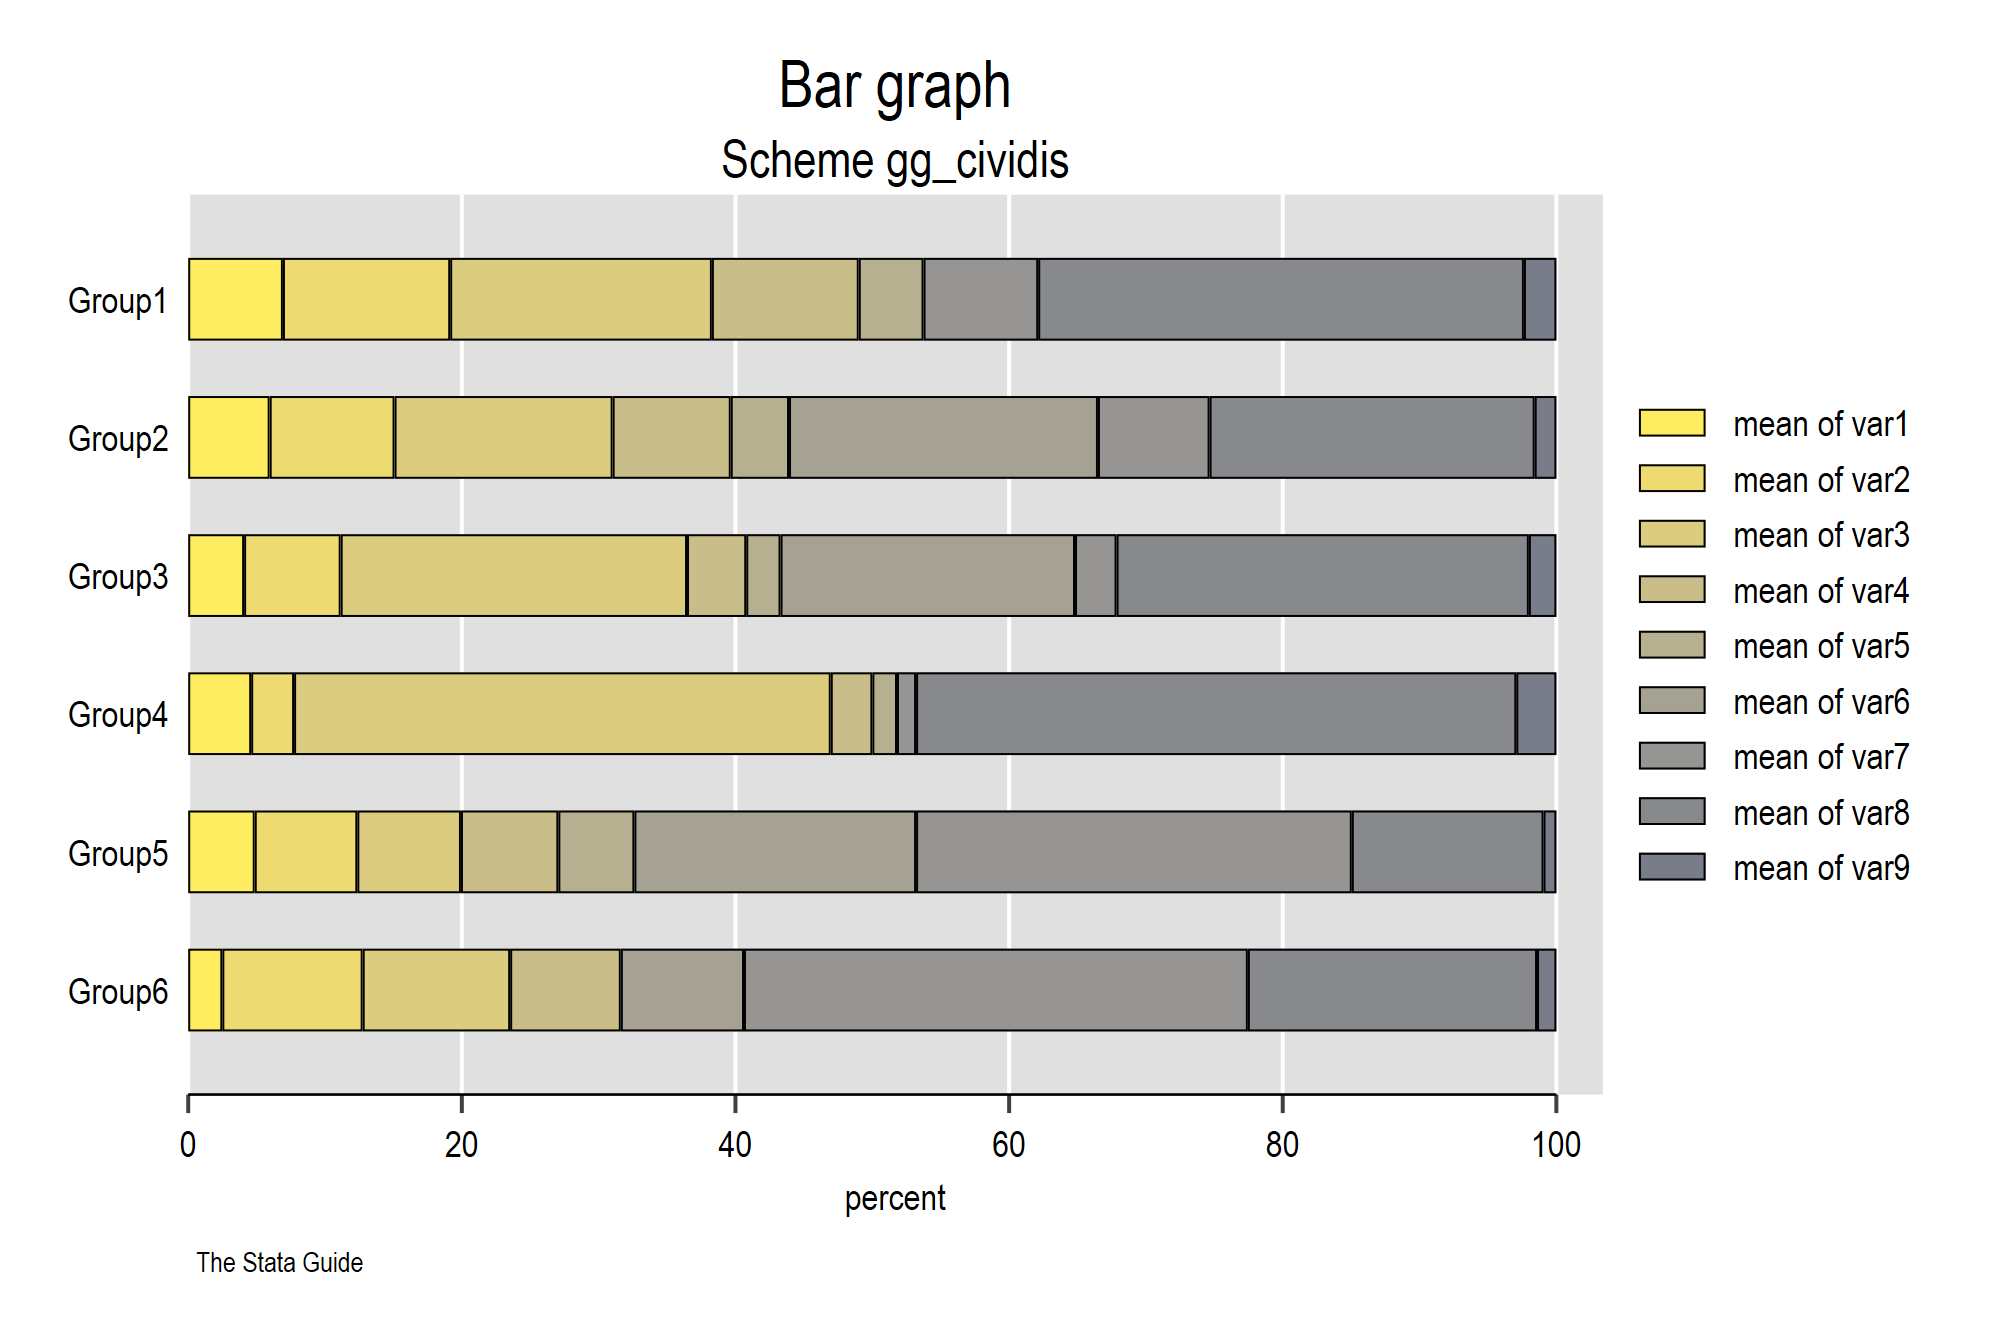 Bar graph
Scheme gg_cividis
Group1
Group2
Group3
Group4
Group5
Group6
mean of var1
mean of var2
mean of var3
mean of var4
mean of var5
mean of var6
mean of var7
mean of var8
mean of var9
0 20 40 60 80 100
percent
The Stata Guide